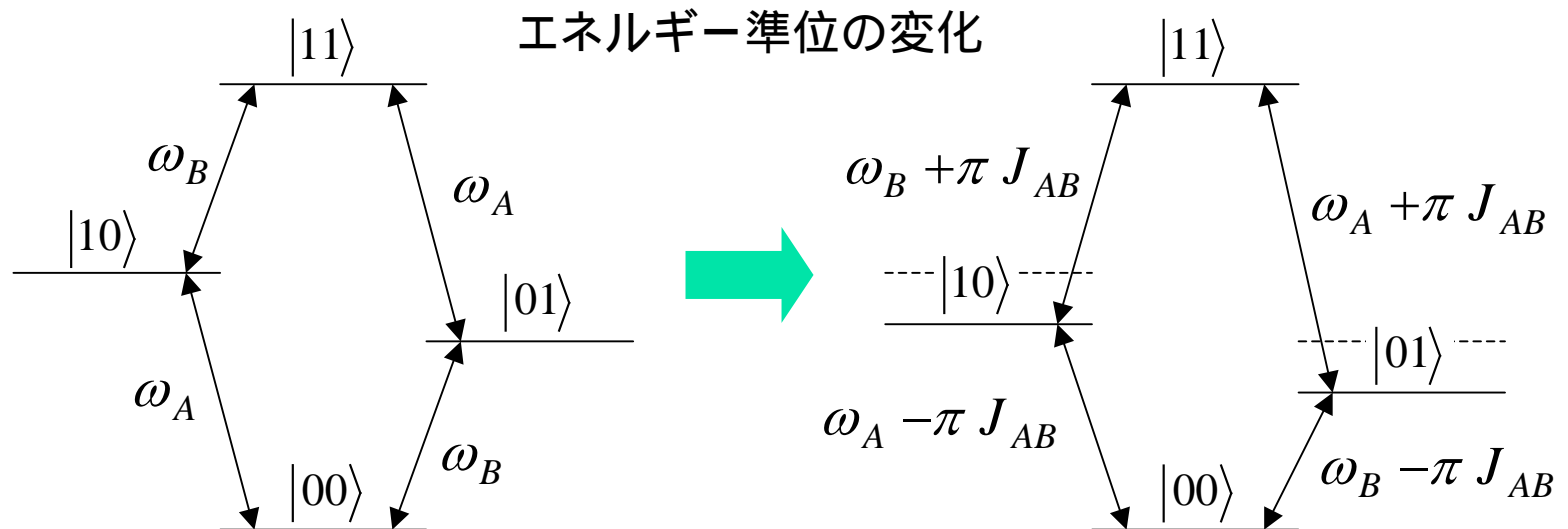 エネルギー準位の変化
|11⟩
ω_B
ω_A
|10⟩
|01⟩
ω_A
ω_B
|00⟩
|11⟩
ω_B +π J_AB
ω_A +π J_AB
|10⟩
|01⟩
ω_A −π J_AB
ω_B −π J_AB
|00⟩